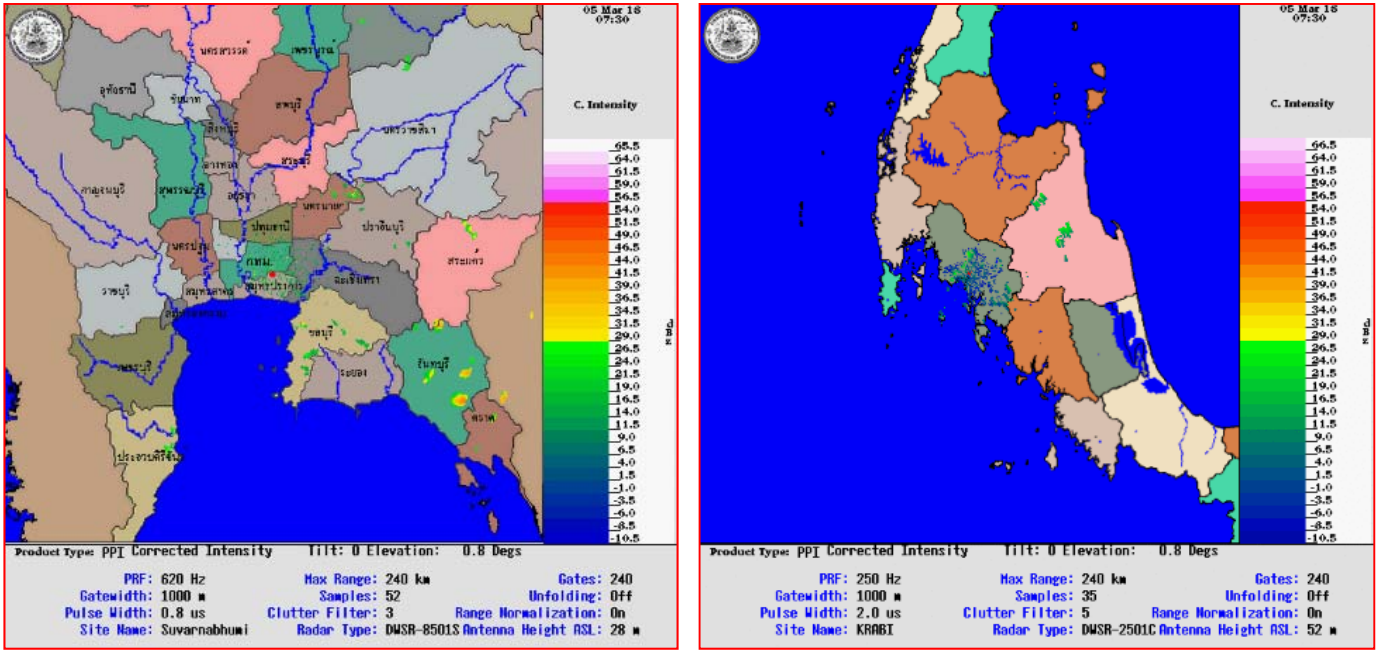 05 Mar 18
07:30
C. Intensity
65.5
64.0
61.5
59.0
56.5
54.0
51.5
49.0
46.5
44.0
41.5
39.0
36.5
34.0
31.5
29.0
26.5
24.0
21.5
19.0
16.5
14.0
11.5
9.0
6.5
4.0
1.5
-1.0
-3.5
-6.0
-8.5
-10.5
นครสวรรค์
เพชรบูรณ์
อุทัยธานี
ชัยนาท
ลพบุรี
สิงห์บุรี
นครราชสีมา
อ่างทอง
สระบุรี
กาญจนบุรี
สุพรรณบุรี
อยุธยา
นครนายก
ปราจีนบุรี
ปทุมธานี
นครปฐม
กทม.
สระแก้ว
ฉะเชิงเทรา
ราชบุรี
สมุทรสาคร
สมุทรปราการ
ชลบุรี
เพชรบุรี
ระยอง
จันทบุรี
ตราด
ประจวบคีรีขันธ์
Product Type: PPI Corrected Intensity Tilt: 0 Elevation: 0.8 Degs
PRF: 620 Hz Max Range: 240 km Gates: 240
Gatewidth: 1000 m Samples: 52 Unfolding: Off
Pulse Width: 0.8 us Clutter Filter: 3 Range Normalization: On
Site Name: Suvarnabhumi Radar Type: DWSR-8501S Antenna Height ASL: 28 m
05 Mar 18
07:30
C. Intensity
66.5
64.0
61.5
59.0
56.5
54.0
51.5
49.0
46.5
44.0
41.5
39.0
36.5
34.0
31.5
29.0
26.5
24.0
21.5
19.0
16.5
14.0
11.5
9.0
6.5
4.0
1.5
-1.0
-3.5
-6.0
-8.5
-10.5
Product Type: PPI Corrected Intensity Tilt: 0 Elevation: 0.8 Degs
PRF: 250 Hz Max Range: 240 km Gates: 240
Gatewidth: 1000 m Samples: 35 Unfolding: Off
Pulse Width: 2.0 us Clutter Filter: 5 Range Normalization: On
Site Name: KRABI Radar Type: DWSR-2501C Antenna Height ASL: 52 m